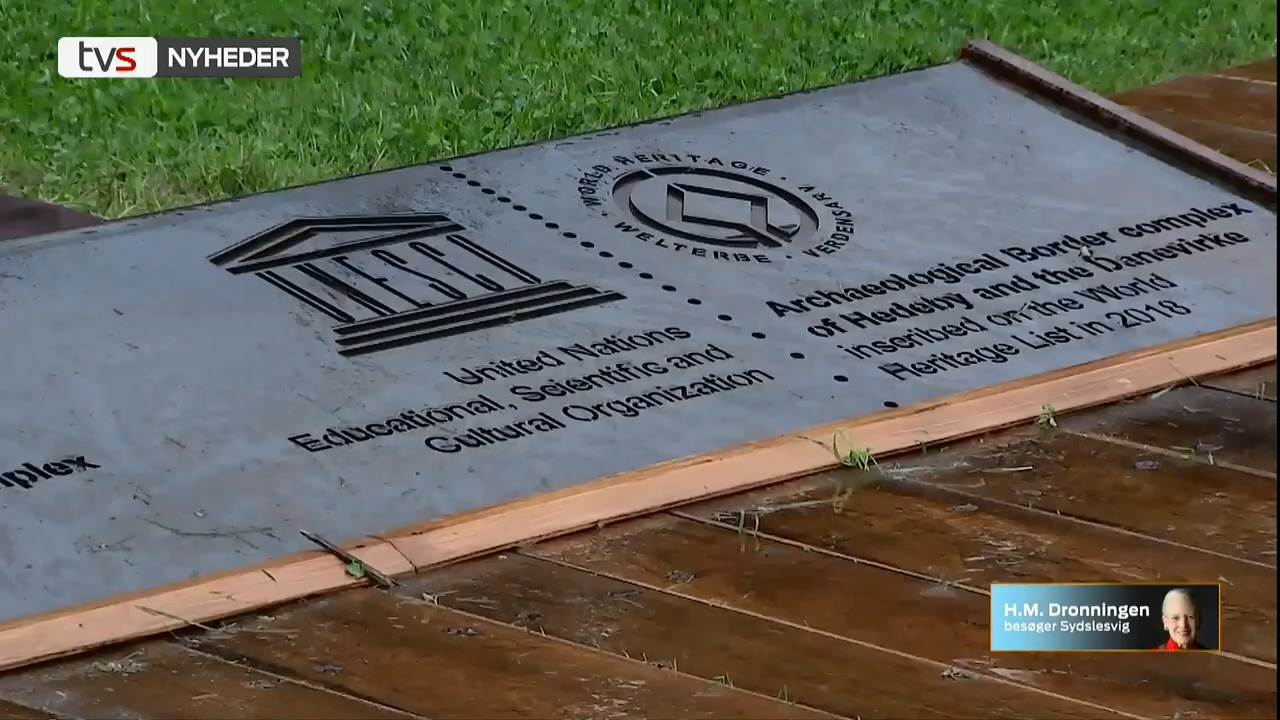 tvs NYHEDER
UNESCO
United Nations
Educational, Scientific and
Cultural Organization
WORLD HERITAGE · VERDENSARV · WELTERBE ·
Archaeological Border complex
of Hedeby and the Danevirke
inscribed on the World
Heritage List in 2018
mplex
H.M. Dronningen
besøger Sydslesvig